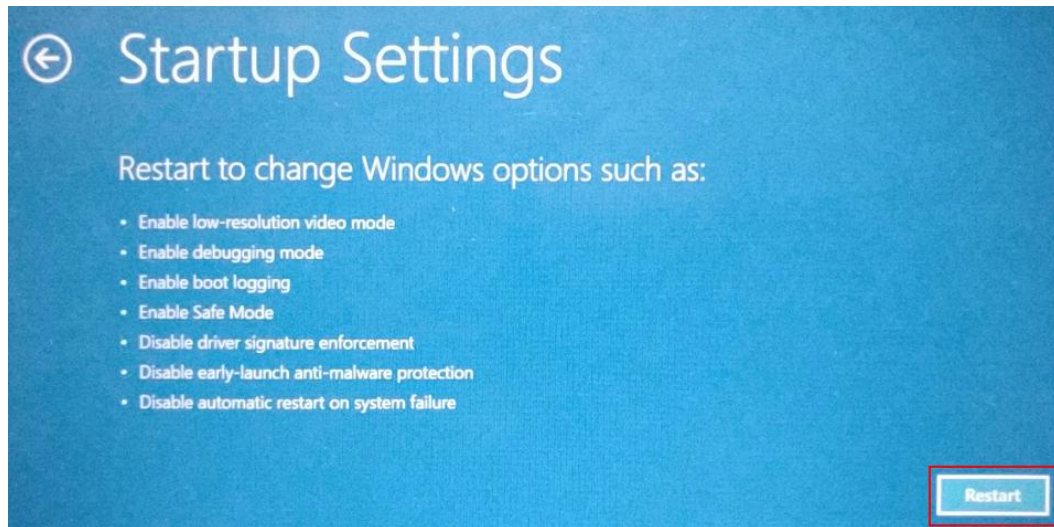 Startup Settings
Restart to change Windows options such as:
• Enable low-resolution video mode
• Enable debugging mode
• Enable boot logging
• Enable Safe Mode
• Disable driver signature enforcement
• Disable early-launch anti-malware protection
• Disable automatic restart on system failure
Restart